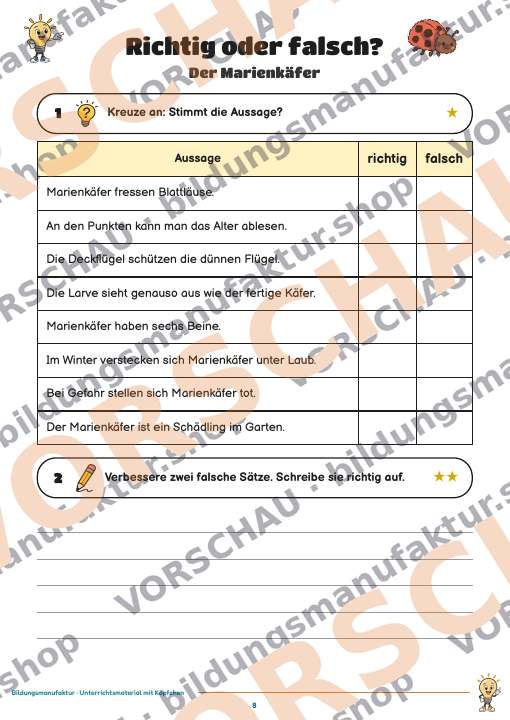 Richtig oder falsch?
Der Marienkäfer
1 ? Kreuze an: Stimmt die Aussage?
Aussage richtig falsch
Marienkäfer fressen Blattläuse.
An den Punkten kann man das Alter ablesen.
Die Deckflügel schützen die dünnen Flügel.
Die Larve sieht genauso aus wie der fertige Käfer.
Marienkäfer haben sechs Beine.
Im Winter verstecken sich Marienkäfer unter Laub.
Bei Gefahr stellen sich Marienkäfer tot.
Der Marienkäfer ist ein Schädling im Garten.
2 Verbessere zwei falsche Sätze. Schreibe sie richtig auf.
Bildungsmanufaktur · Unterrichtsmaterial mit Köpfchen
8
VORSCHAU · bildungsmanufaktur.shop
VORSCHAU